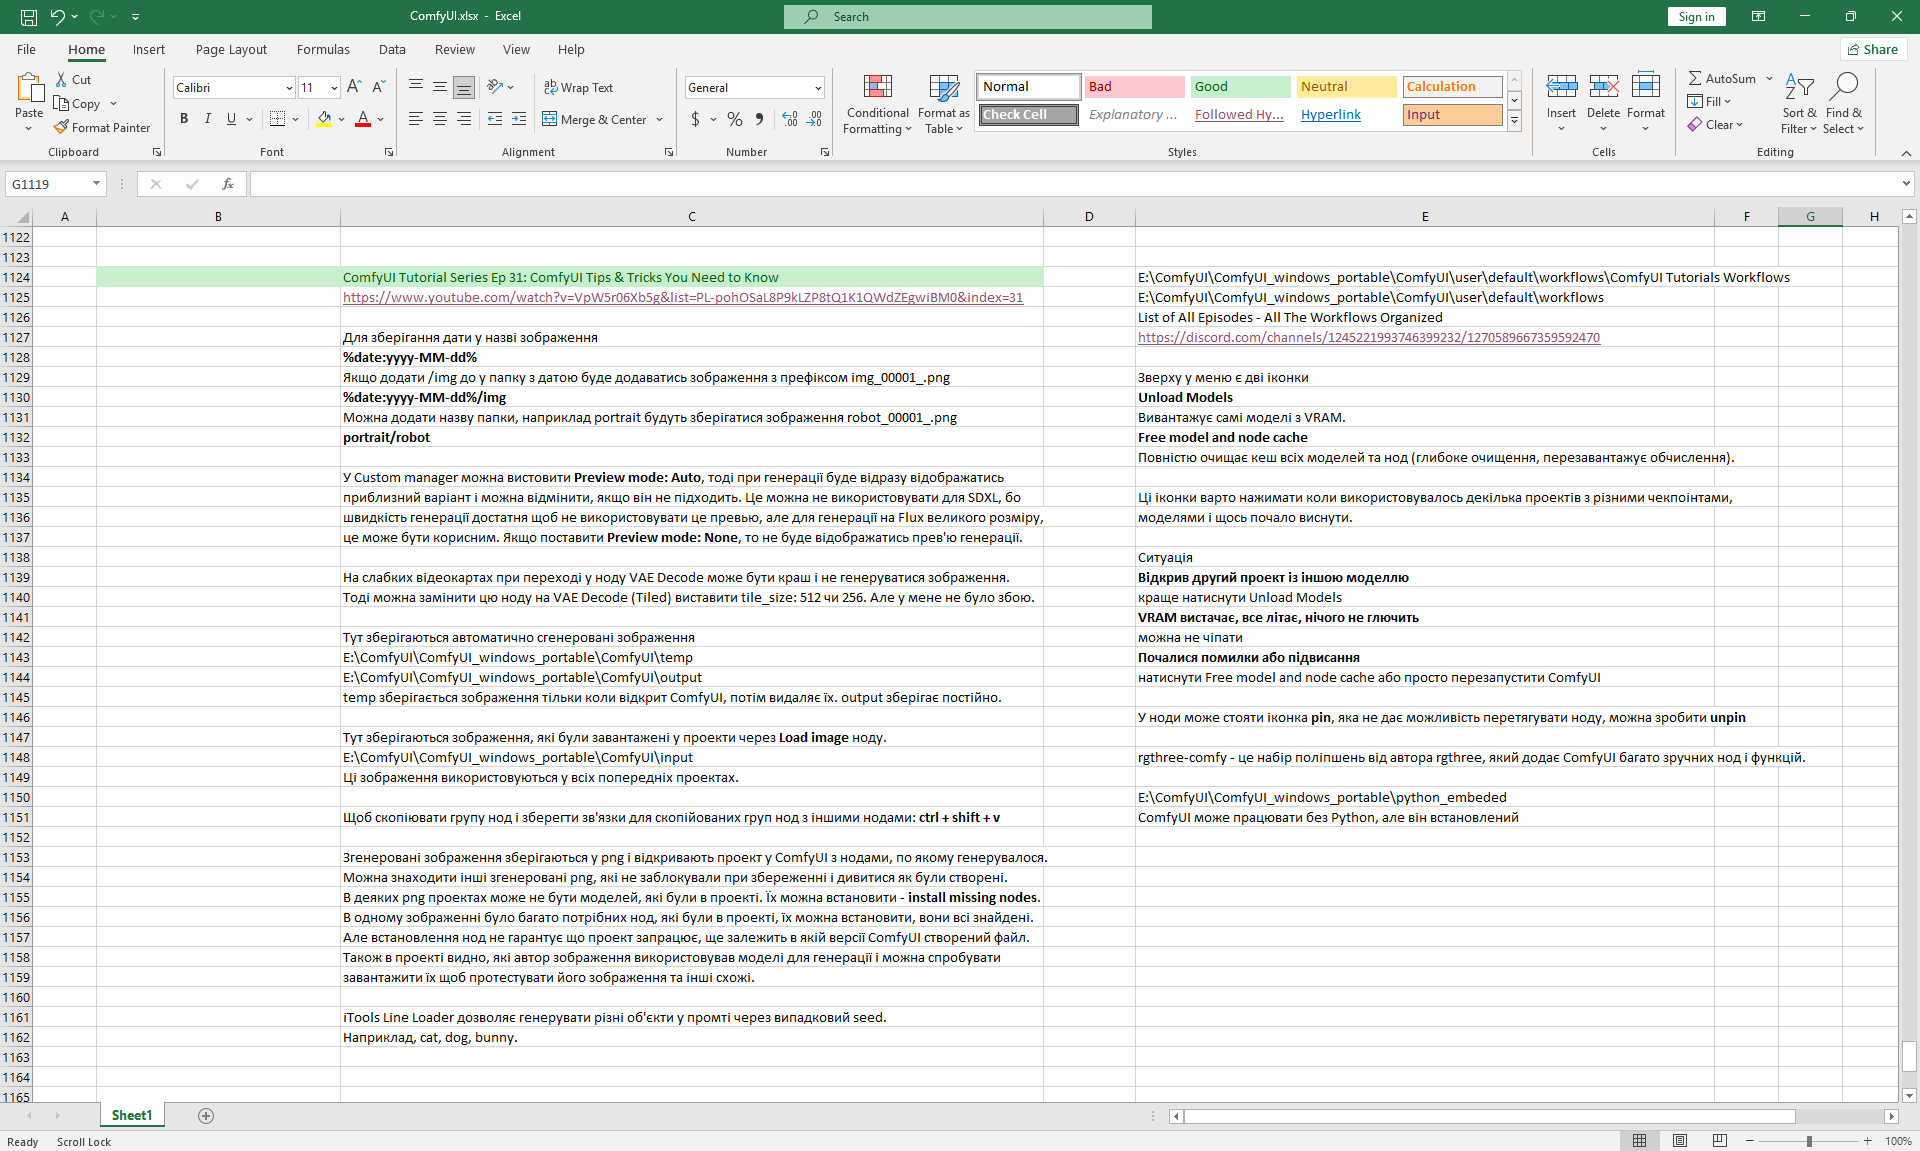 ComfyUI.xlsx - Excel
Search
Sign in
File Home Insert Page Layout Formulas Data Review View Help
Share
Paste
Cut
Copy
Format Painter
Clipboard
Calibri 11
B I U
Font
Wrap Text
Merge & Center
Alignment
General
$ % 9
Number
Conditional Formatting
Format as Table
Normal Bad Good Neutral Calculation
Check Cell Explanatory ... Followed Hy... Hyperlink Input
Styles
Insert Delete Format
Cells
AutoSum
Fill
Clear
Sort & Filter
Find & Select
Editing
G1119
fx
A B C D E F G H
1122
1123
1124 ComfyUI Tutorial Series Ep 31: ComfyUI Tips & Tricks You Need to Know E:\ComfyUI\ComfyUI_windows_portable\ComfyUI\user\default\workflows\ComfyUI Tutorials Workflows
1125 https://www.youtube.com/watch?v=VpW5r06Xb5g&list=PL-pohOSaL8P9kLZP8tQ1K1QWdZEgwiBM0&index=31 E:\ComfyUI\ComfyUI_windows_portable\ComfyUI\user\default\workflows
1126 List of All Episodes - All The Workflows Organized
1127 Для зберігання дати у назві зображення https://discord.com/channels/1245221993746399232/1270589667359592470
1128 %date:yyyy-MM-dd%
1129 Якщо додати /img до у папку з датою буде додаватись зображення з префіксом img_00001_.png Зверху у меню є дві іконки
1130 %date:yyyy-MM-dd%/img Unload Models
1131 Можна додати назву папки, наприклад portrait будуть зберігатися зображення robot_00001_.png Вивантажує самі моделі з VRAM.
1132 portrait/robot Free model and node cache
1133 Повністю очищає кеш всіх моделей та нод (глибоке очищення, перезавантажує обчислення).
1134 У Custom manager можна вистовити Preview mode: Auto, тоді при генерації буде відразу відображатись
1135 приблизний варіант і можна відмінити, якщо він не підходить. Це можна не використовувати для SDXL, бо Ці іконки варто нажимати коли використовувалось декілька проектів з різними чекпоінтами,
1136 швидкість генерації достатня щоб не використовувати це превью, але для генерації на Flux великого розміру, моделями і щось почало виснути.
1137 це може бути корисним. Якщо поставити Preview mode: None, то не буде відображатись прев'ю генерації.
1138 Ситуація
1139 На слабких відеокартах при переході у ноду VAE Decode може бути краш і не генеруватися зображення. Відкрив другий проект із іншою моделлю
1140 Тоді можна замінити цю ноду на VAE Decode (Tiled) виставити tile_size: 512 чи 256. Але у мене не було збою. краще натиснути Unload Models
1141 VRAM вистачає, все літає, нічого не глючить
1142 Тут зберігаються автоматично сгенеровані зображення можна не чіпати
1143 E:\ComfyUI\ComfyUI_windows_portable\ComfyUI\temp Почалися помилки або підвисання
1144 E:\ComfyUI\ComfyUI_windows_portable\ComfyUI\output натиснути Free model and node cache або просто перезапустити ComfyUI
1145 temp зберігається зображення тільки коли відкрит ComfyUI, потім видаляє їх. output зберігає постійно.
1146 У ноди може стояти іконка pin, яка не дає можливість перетягувати ноду, можна зробити unpin
1147 Тут зберігаються зображення, які були завантажені у проекти через Load image ноду.
1148 E:\ComfyUI\ComfyUI_windows_portable\ComfyUI\input rgthree-comfy - це набір поліпшень від автора rgthree, який додає ComfyUI багато зручних нод і функцій.
1149 Ці зображення використовуються у всіх попередніх проектах.
1150 E:\ComfyUI\ComfyUI_windows_portable\python_embeded
1151 Щоб скопіювати групу нод і зберегти зв'язки для скопійованих груп нод з іншими нодами: ctrl + shift + v ComfyUI може працювати без Python, але він встановлений
1152
1153 Згенеровані зображення зберігаються у png і відкривають проект у ComfyUI з нодами, по якому генерувалося.
1154 Можна знаходити інші згенеровані png, які не заблокували при збереженні і дивитися як були створені.
1155 В деяких png проектах може не бути моделей, які були в проекті. Їх можна встановити - install missing nodes.
1156 В одному зображенні було багато потрібних нод, які були в проекті, їх можна встановити, вони всі знайдені.
1157 Але встановлення нод не гарантує що проект запрацює, ще залежить в якій версії ComfyUI створений файл.
1158 Також в проекті видно, які автор зображення використовував моделі для генерації і можна спробувати
1159 завантажити їх щоб протестувати його зображення та інші схожі.
1160
1161 iTools Line Loader дозволяє генерувати різні об'єкти у промті через випадковий seed.
1162 Наприклад, cat, dog, bunny.
1163
1164
1165
Sheet1
Ready Scroll Lock
100%